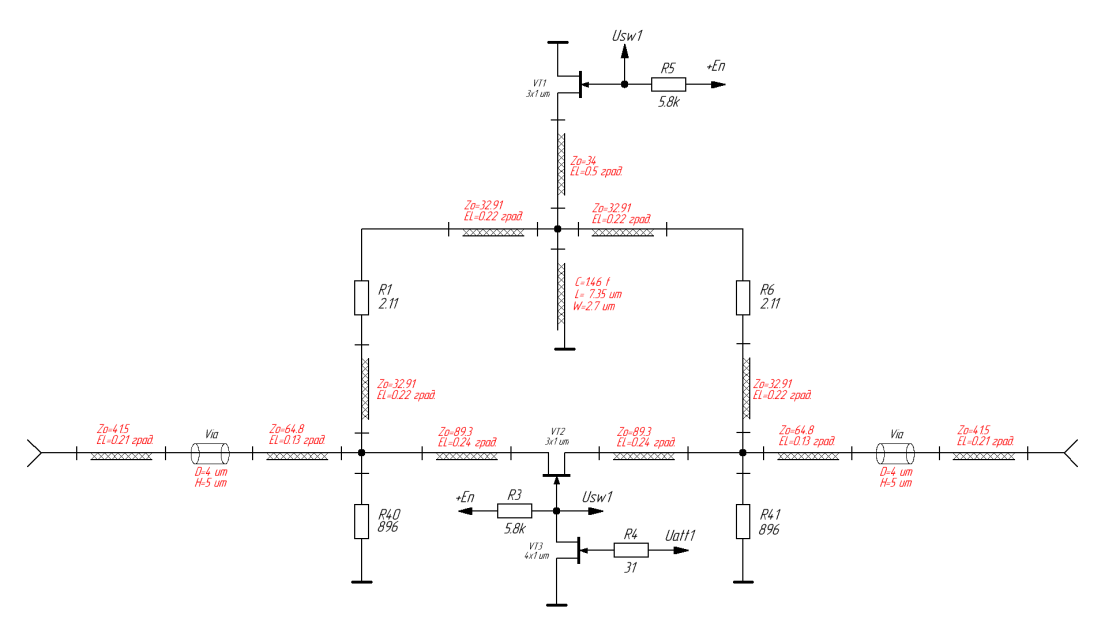 Usw1
R5
+Eп
VT1
3x1 um
5.8k
Zo=34
EL=0.5 град.
Zo=32.91
EL=0.22 град.
Zo=32.91
EL=0.22 град.
R1
2.11
C=1.46. f
L= 7.35 um
W=2.7 um
R6
2.11
Zo=32.91
EL=0.22 град.
Zo=32.91
EL=0.22 град.
Zo=41.5
EL=0.21 град.
Via
D=4 um
H=5 um
Zo=64.8
EL=0.13 град.
Zo=89.3
EL=0.24 град.
VT2
3x1 um
Zo=89.3
EL=0.24 град.
Zo=64.8
EL=0.13 град.
Via
D=4 um
H=5 um
Zo=41.5
EL=0.21 град.
+Eп
R3
5.8k
Usw1
R40
896
R41
896
VT3
4x1 um
R4
31
Uatt1